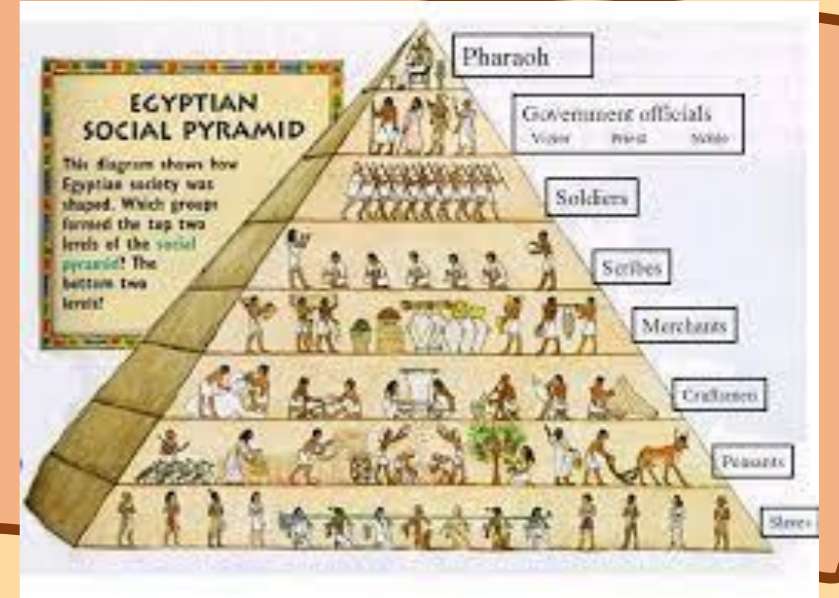 EGYPTIAN
SOCIAL PYRAMID
This diagram shows how
Egyptian society was
shaped. Which groups
formed the top two
levels of the social
pyramid? The
bottom two
levels?
Pharaoh
Government officials
Vizier Priest Noble
Soldiers
Scribes
Merchants
Craftsmen
Peasants
Slaves